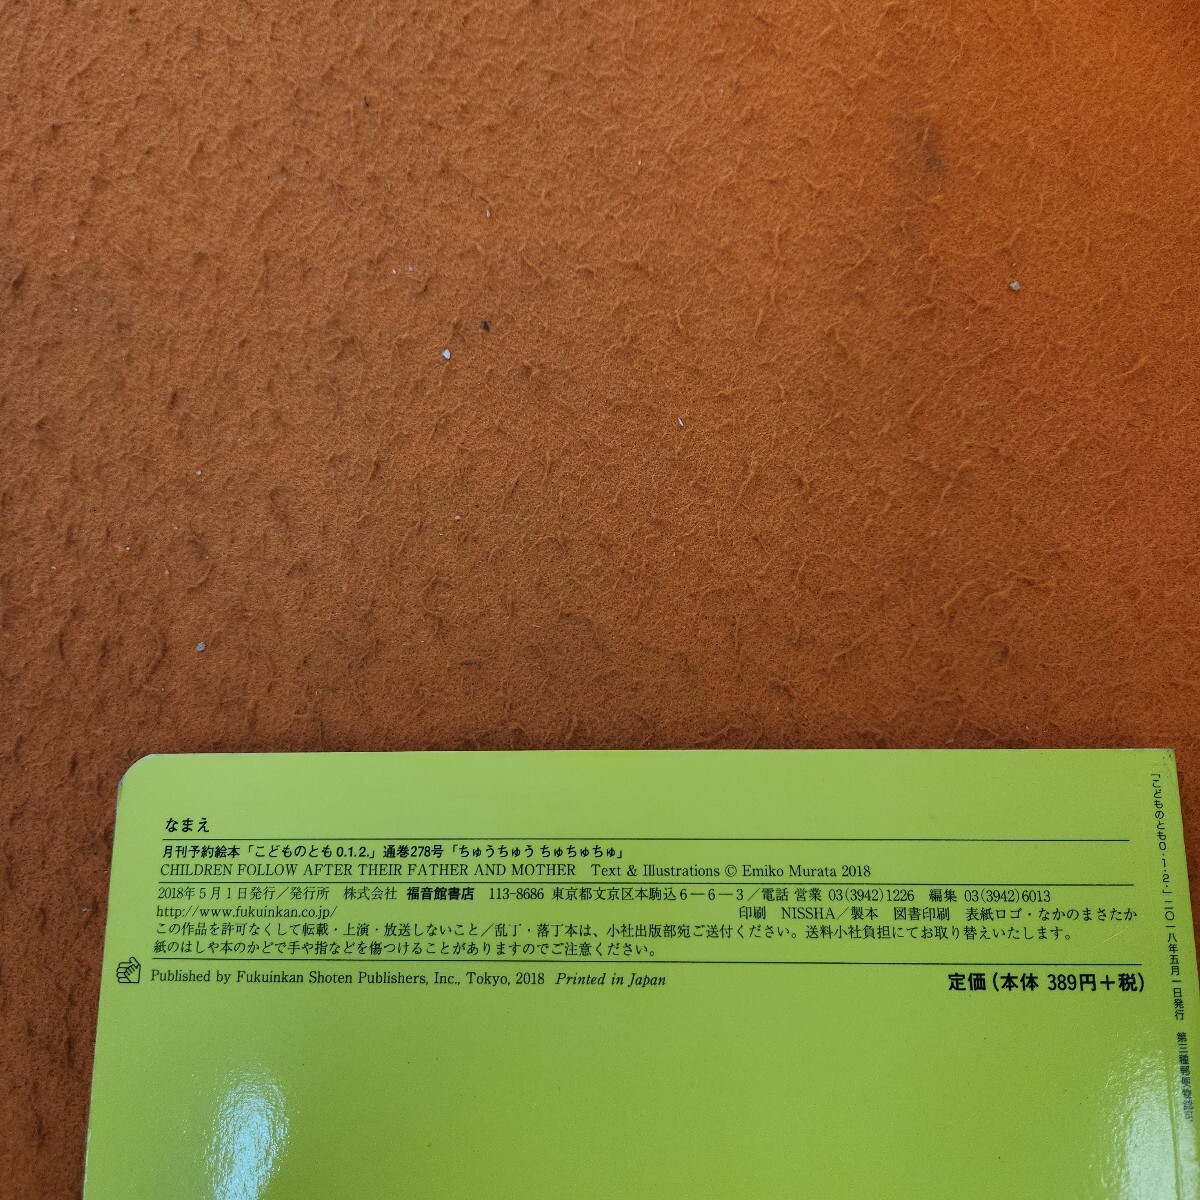 なまえ
月刊予約絵本「こどものとも0.1.2.」通巻278号「ちゅうちゅう ちゅちゅちゅ」
CHILDREN FOLLOW AFTER THEIR FATHER AND MOTHER Text & Illustrations © Emiko Murata 2018
2018年5月1日発行／発行所 株式会社 福音館書店 113-8686 東京都文京区本駒込6－6－3／電話 営業 03(3942)1226 編集 03(3942)6013
http://www.fukuinkan.co.jp/ 印刷 NISSHA／製本 図書印刷 表紙ロゴ・なかのまさたか
この作品を許可なくして転載・上演・放送しないこと／乱丁・落丁本は、小社出版部宛ご送付ください。送料小社負担にてお取り替えいたします。
紙のはしや本のかどで手や指などを傷つけることがありますのでご注意ください。
Published by Fukuinkan Shoten Publishers, Inc., Tokyo, 2018 Printed in Japan
定価(本体 389円＋税)
「こどものとも0.1.2.」二〇一八年五月一日発行 第三種郵便物認可